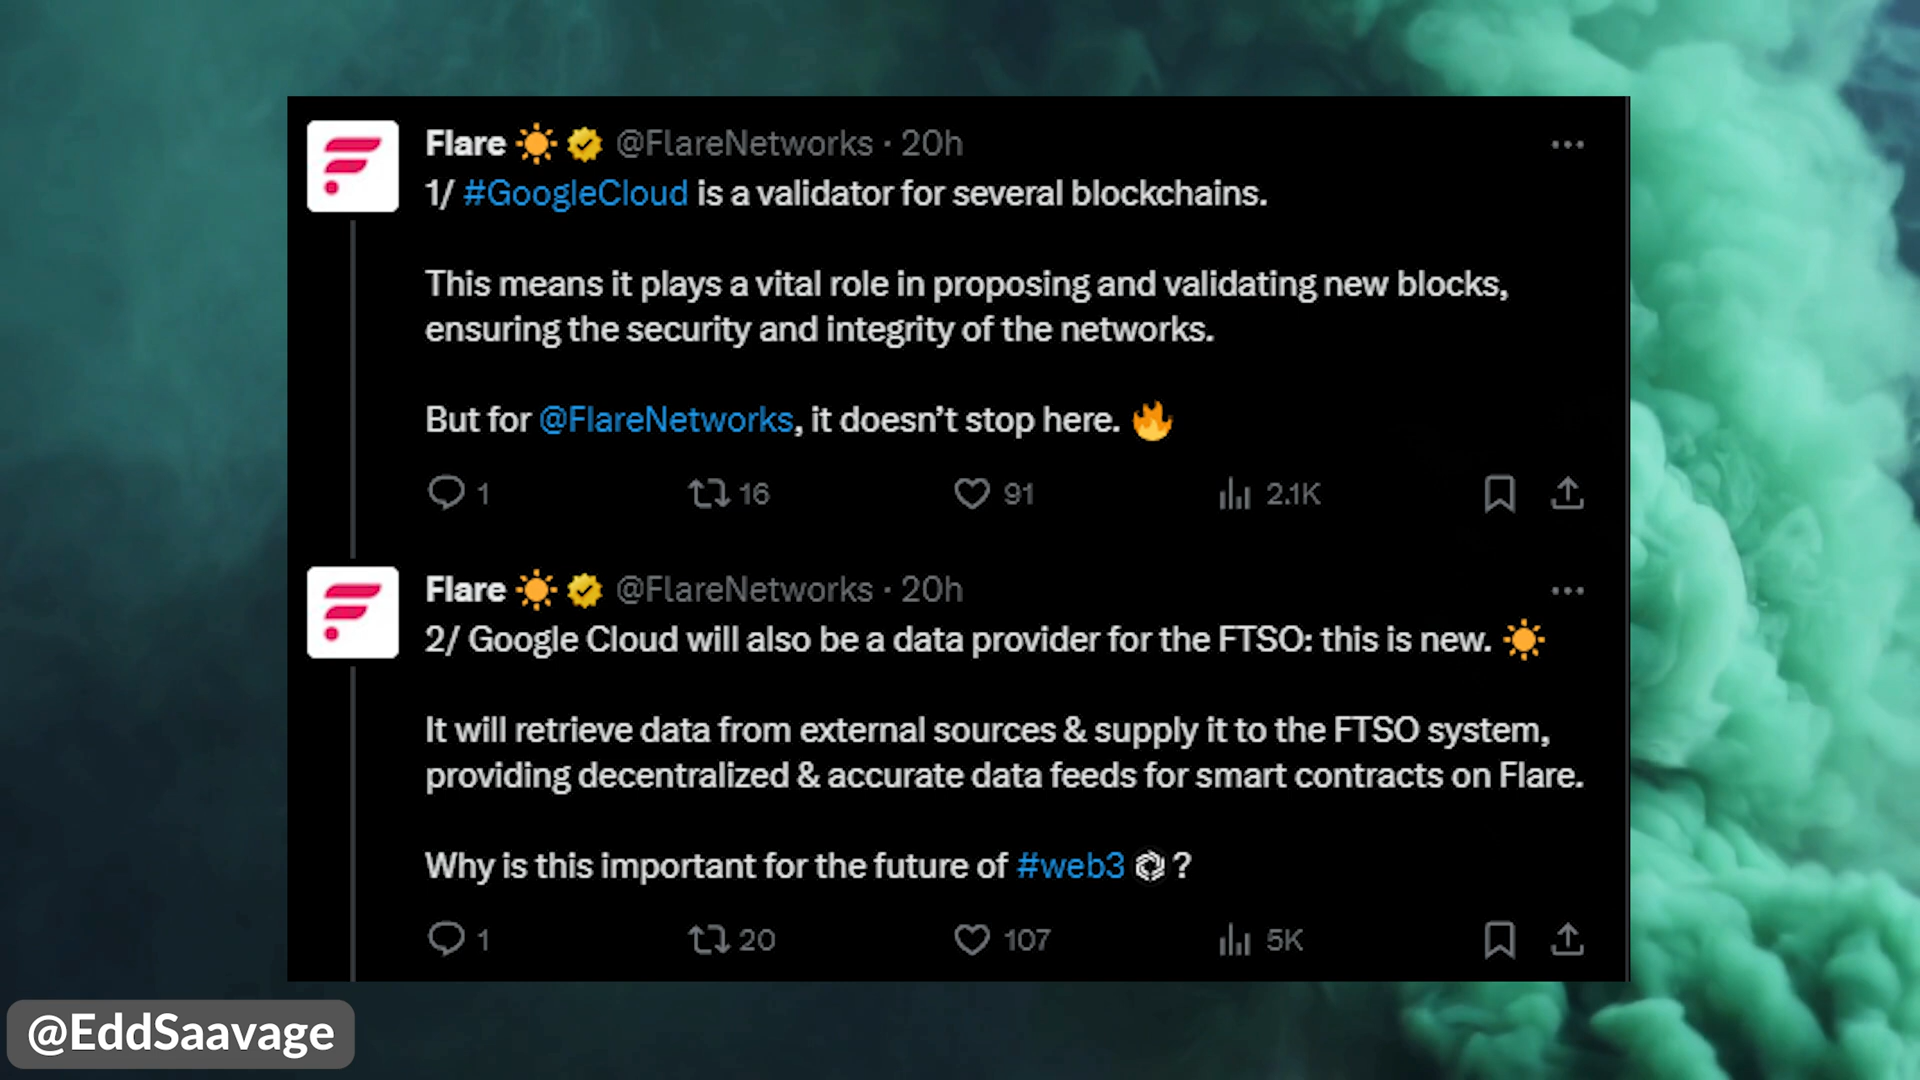 Flare ☀️ @FlareNetworks · 20h
1/ #GoogleCloud is a validator for several blockchains.
This means it plays a vital role in proposing and validating new blocks,
ensuring the security and integrity of the networks.
But for @FlareNetworks, it doesn’t stop here. 🔥
1 16 91 2.1K
Flare ☀️ @FlareNetworks · 20h
2/ Google Cloud will also be a data provider for the FTSO: this is new. ☀️
It will retrieve data from external sources & supply it to the FTSO system,
providing decentralized & accurate data feeds for smart contracts on Flare.
Why is this important for the future of #web3 ?
1 20 107 5K
@EddSaavage